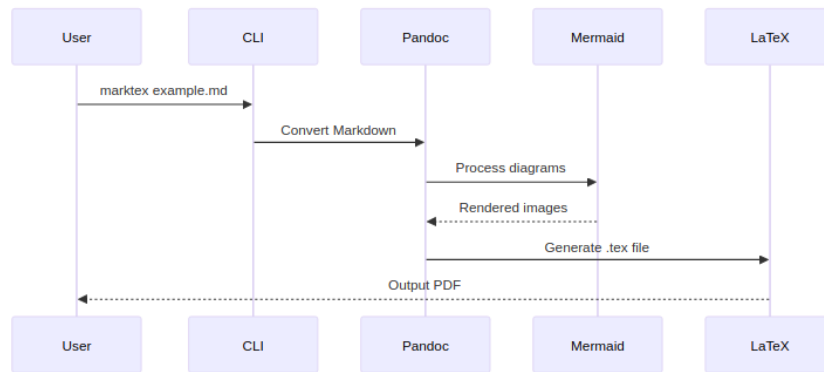 User CLI Pandoc Mermaid LaTeX
marktex example.md
Convert Markdown
Process diagrams
Rendered images
Generate .tex file
Output PDF
User CLI Pandoc Mermaid LaTeX